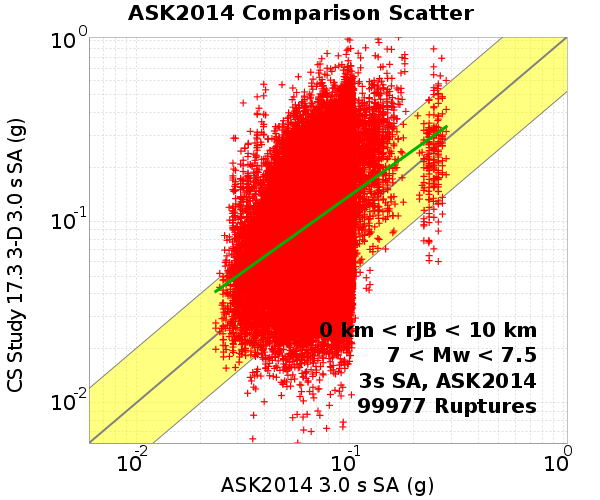 ASK2014 Comparison Scatter
CS Study 17.3 3-D 3.0 s SA (g)
10^0
10^-1
10^-2
0 km < rJB < 10 km
7 < Mw < 7.5
3s SA, ASK2014
99977 Ruptures
10^-2 10^-1 10^0
ASK2014 3.0 s SA (g)